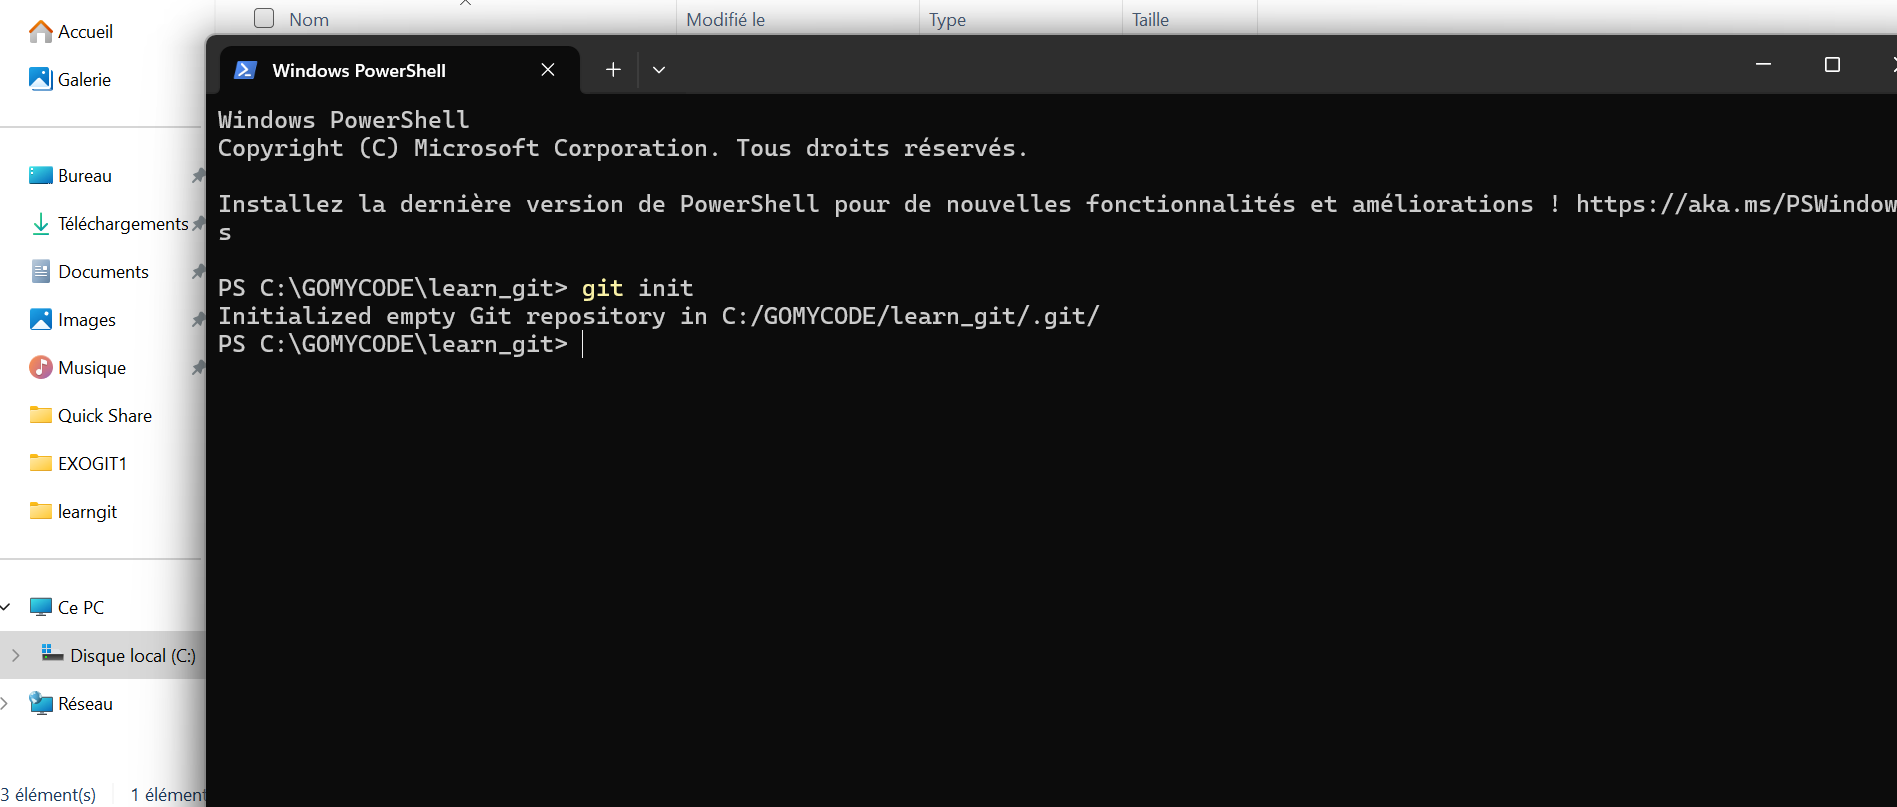 Accueil
Galerie
Bureau
Téléchargements
Documents
Images
Musique
Quick Share
EXOGIT1
learngit
Ce PC
Disque local (C:)
Réseau
3 élément(s)
1 élément
Nom
Modifié le
Type
Taille
Windows PowerShell
Windows PowerShell
Copyright (C) Microsoft Corporation. Tous droits réservés.
Installez la dernière version de PowerShell pour de nouvelles fonctionnalités et améliorations ! https://aka.ms/PSWindow
s
PS C:\GOMYCODE\learn_git> git init
Initialized empty Git repository in C:/GOMYCODE/learn_git/.git/
PS C:\GOMYCODE\learn_git>